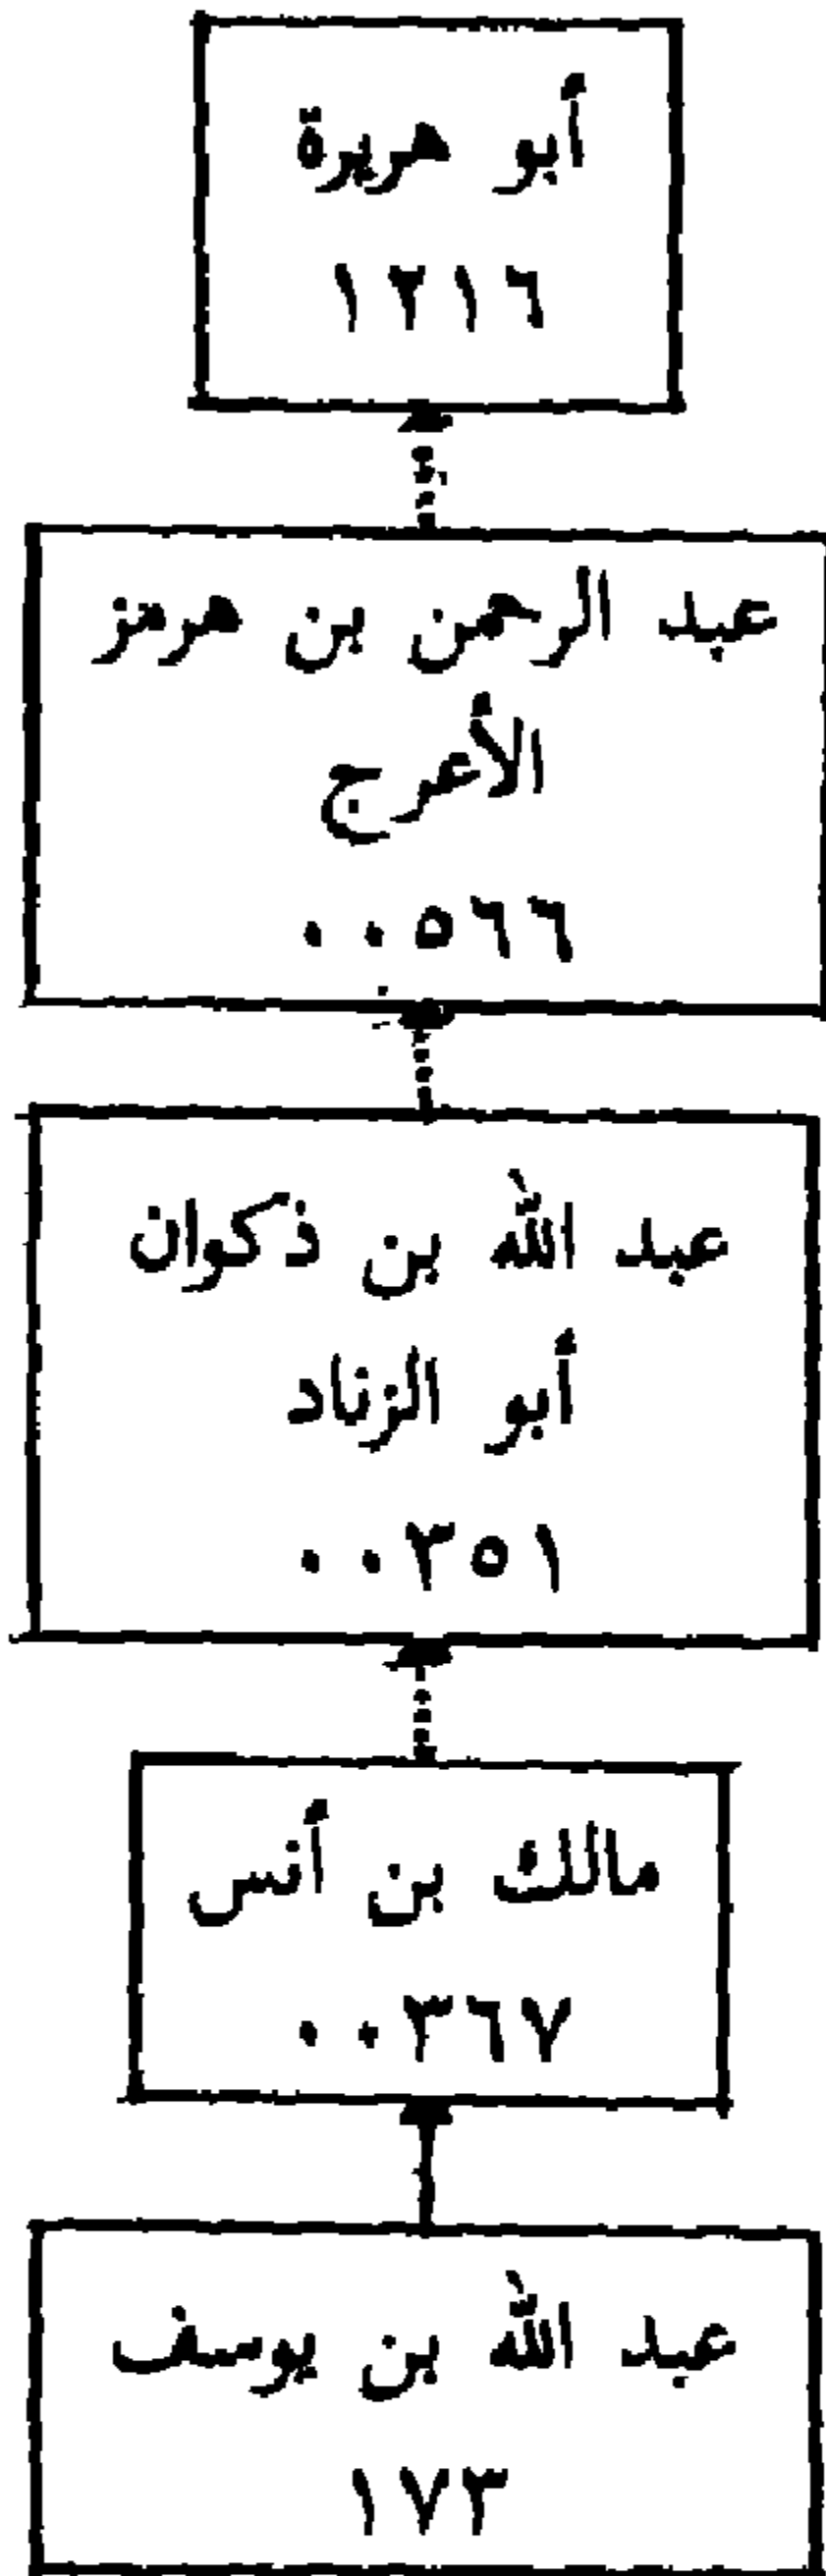 أبو هريرة
١٢١٦
عبد الرحمن بن هرمز
الأعرج
٠٠٥٦٦
عبد الله بن ذكوان
أبو الزناد
٠٠٣٥١
مالك بن أنس
٠٠٣٦٧
عبد الله بن يوسف
١٧٣